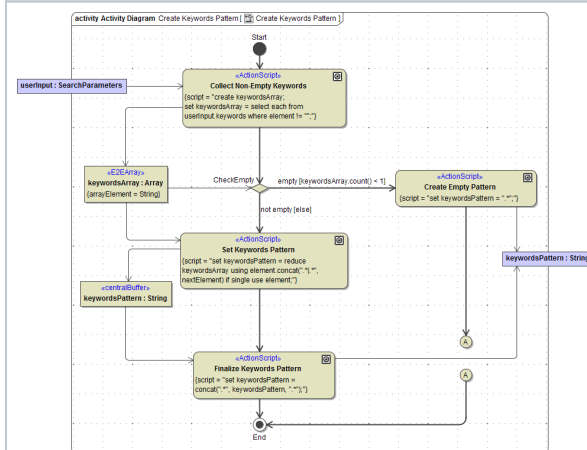 activity Activity Diagram Create Keywords Pattern [ Create Keywords Pattern ]
Start
«ActionScript»
Collect Non-Empty Keywords
{script = "create keywordsArray;
set keywordsArray = select each from
userInput.keywords where element != "";"}
userInput : SearchParameters
«E2EArray»
keywordsArray : Array
{arrayElement = String}
CheckEmpty
empty [keywordsArray.count() < 1]
not empty [else]
«ActionScript»
Create Empty Pattern
{script = "set keywordsPattern = ".*";"}
«ActionScript»
Set Keywords Pattern
{script = "set keywordsPattern = reduce
keywordsArray using element.concat(".*|.*",
nextElement) if single use element;"}
keywordsPattern : String
«centralBuffer»
keywordsPattern : String
A
«ActionScript»
Finalize Keywords Pattern
{script = "set keywordsPattern =
concat(".*", keywordsPattern, ".*");"}
A
End